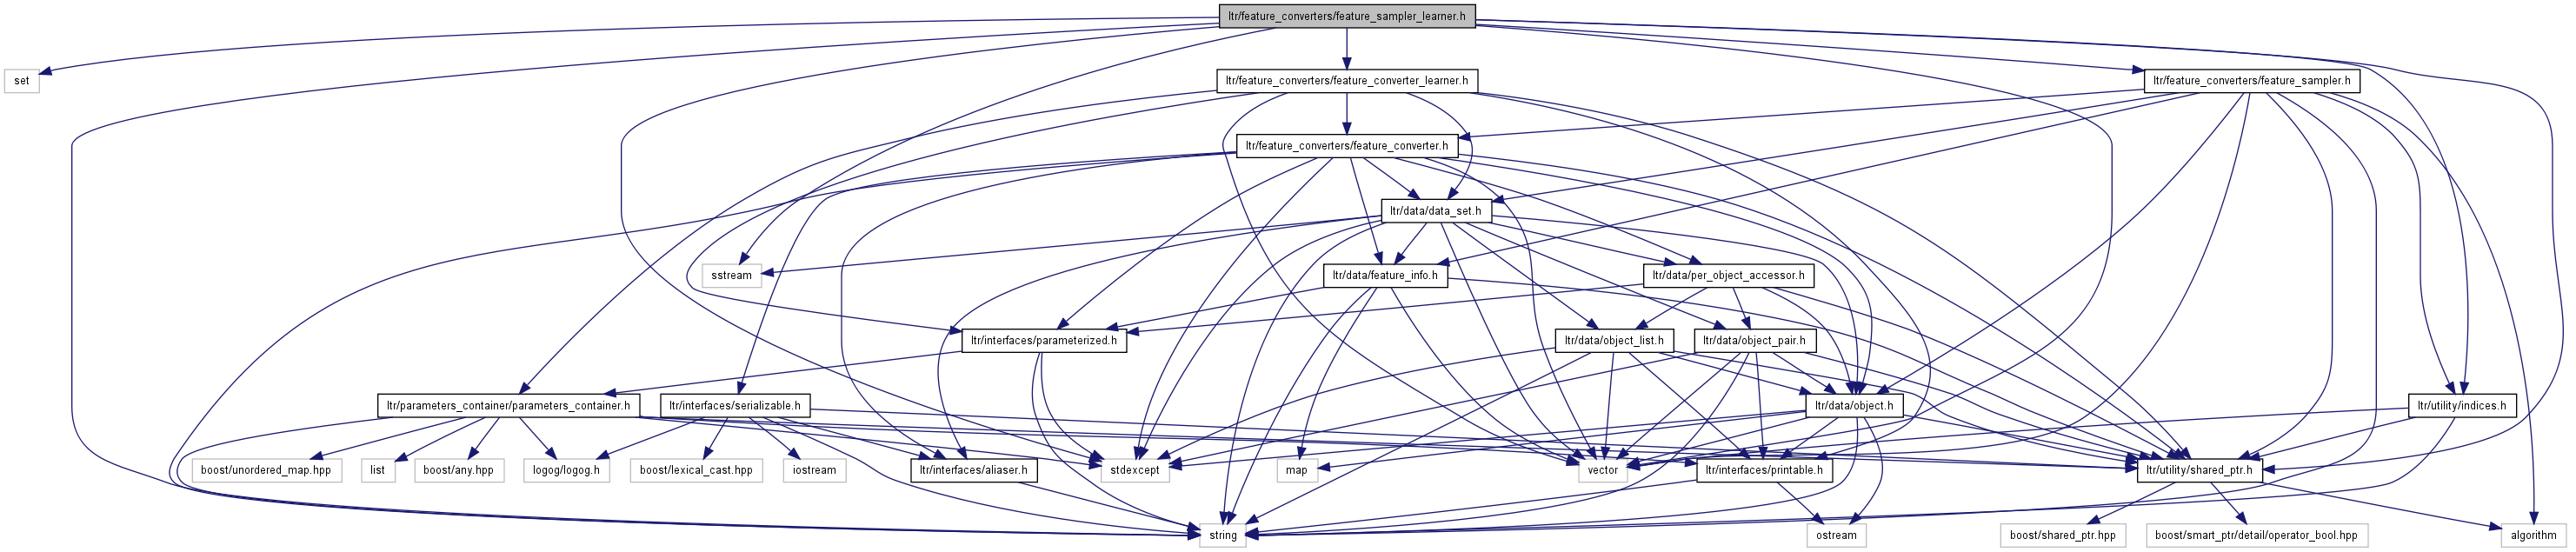 ltr/feature_converters/feature_sampler_learner.h
set
ltr/feature_converters/feature_converter_learner.h
ltr/feature_converters/feature_sampler.h
ltr/feature_converters/feature_converter.h
ltr/data/data_set.h
sstream
ltr/data/feature_info.h
ltr/data/per_object_accessor.h
ltr/interfaces/parameterized.h
ltr/data/object_list.h
ltr/data/object_pair.h
ltr/parameters_container/parameters_container.h
ltr/interfaces/serializable.h
ltr/data/object.h
ltr/utility/indices.h
boost/unordered_map.hpp
list
boost/any.hpp
logog/logog.h
boost/lexical_cast.hpp
iostream
ltr/interfaces/aliaser.h
stdexcept
map
vector
ltr/interfaces/printable.h
ltr/utility/shared_ptr.h
string
ostream
boost/shared_ptr.hpp
boost/smart_ptr/detail/operator_bool.hpp
algorithm